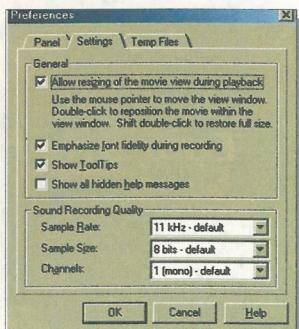 Preferences
Panel
Settings
Temp Files
General
Allow resizing of the movie view during playback
Use the mouse pointer to move the view window.
Double-click to reposition the movie within the
view window. Shift double-click to restore full size.
Emphasize font fidelity during recording
Show ToolTips
Show all hidden help messages
Sound Recording Quality
Sample Rate:
11 kHz - default
Sample Size:
8 bits - default
Channels:
1 (mono) - default
OK
Cancel
Help